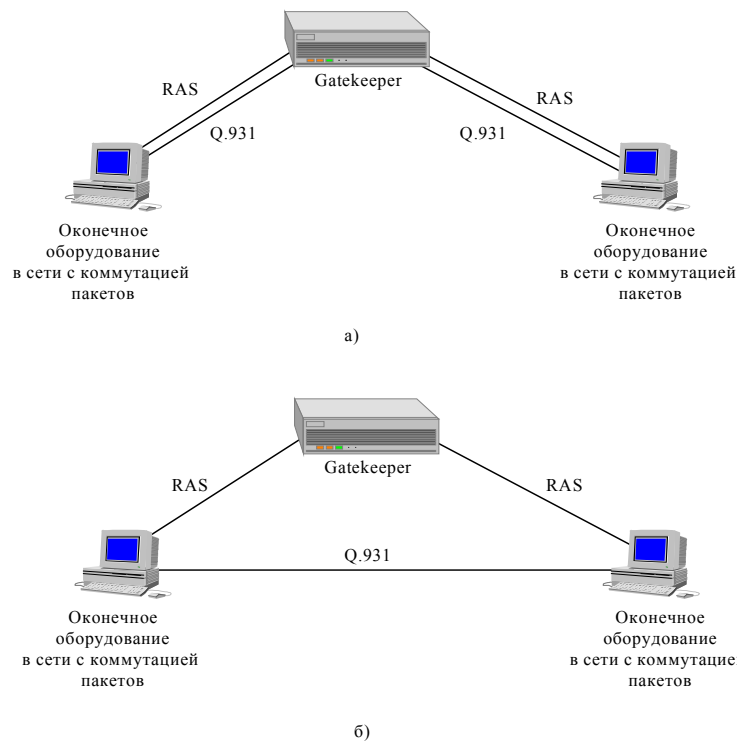 Gatekeeper
RAS
RAS
Q.931
Q.931
Оконечное
оборудование
в сети с коммутацией
пакетов
Оконечное
оборудование
в сети с коммутацией
пакетов
а)
Gatekeeper
RAS
RAS
Q.931
Оконечное
оборудование
в сети с коммутацией
пакетов
Оконечное
оборудование
в сети с коммутацие
пакетов
б)